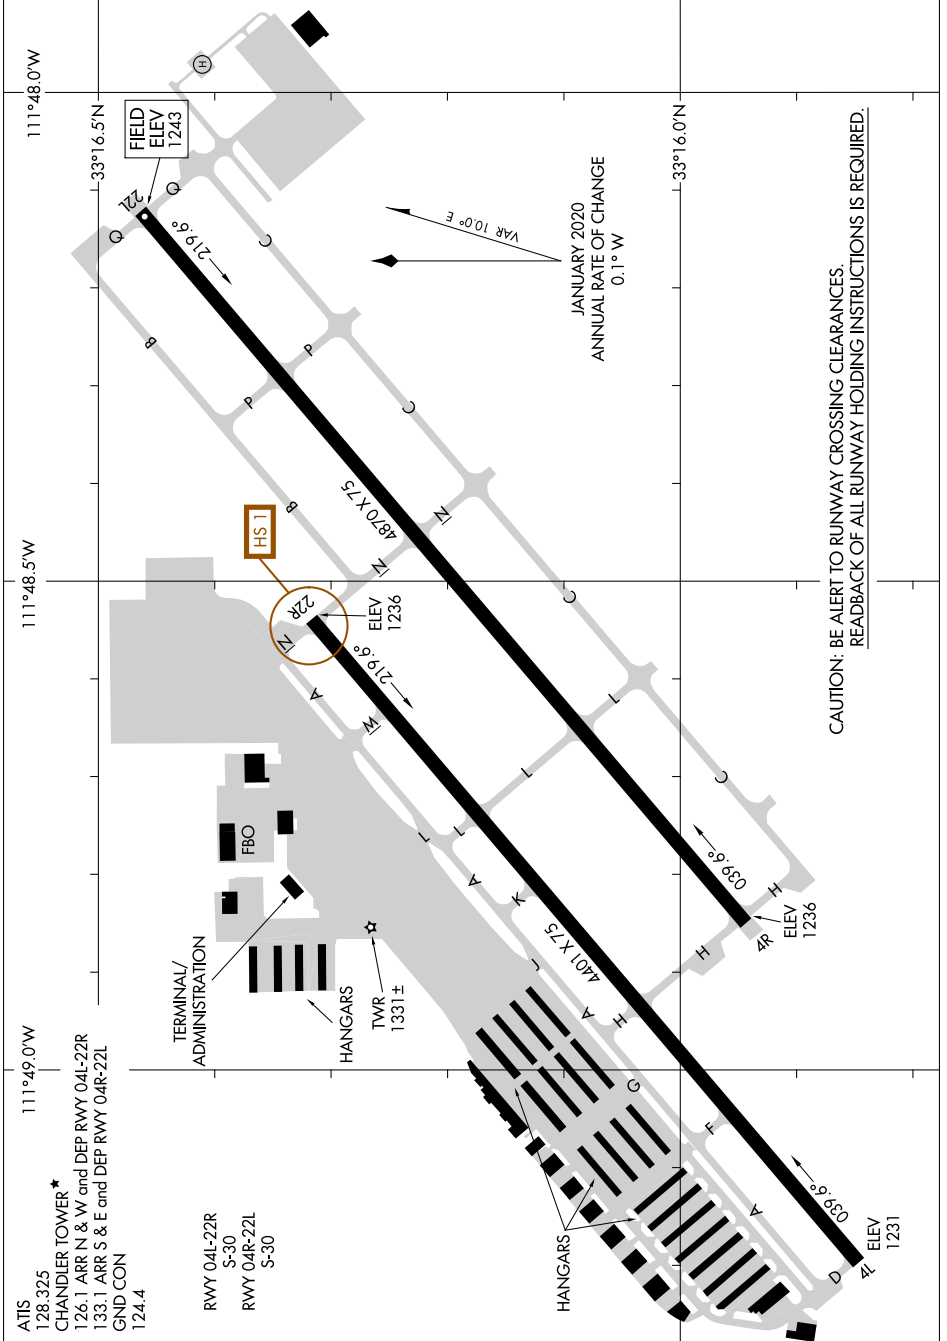 ATIS
128.325
CHANDLER TOWER★
126.1 ARR N & W and DEP RWY 04L-22R
133.1 ARR S & E and DEP RWY 04R-22L
GND CON
124.4
RWY 04L-22R
S-30
RWY 04R-22L
S-30
111°49.0'W
111°48.5'W
111°48.0'W
33°16.5'N
33°16.0'N
FIELD
ELEV
1243
22L
219.6°
Q
Q
C
B
P
P
H
VAR 10.0° E
JANUARY 2020
ANNUAL RATE OF CHANGE
0.1° W
HS 1
B
C
4870 X 75
N
N
22R
ELEV
1236
219.6°
N
A
M
C
L
L
C
L
L
A
K
FBO
TERMINAL/
ADMINISTRATION
HANGARS
TWR
1331±
J
4401 X 75
A
H
H
H
039.6°
4R
ELEV
1236
G
F
A
HANGARS
039.6°
D
4L
ELEV
1231
CAUTION: BE ALERT TO RUNWAY CROSSING CLEARANCES.
READBACK OF ALL RUNWAY HOLDING INSTRUCTIONS IS REQUIRED.